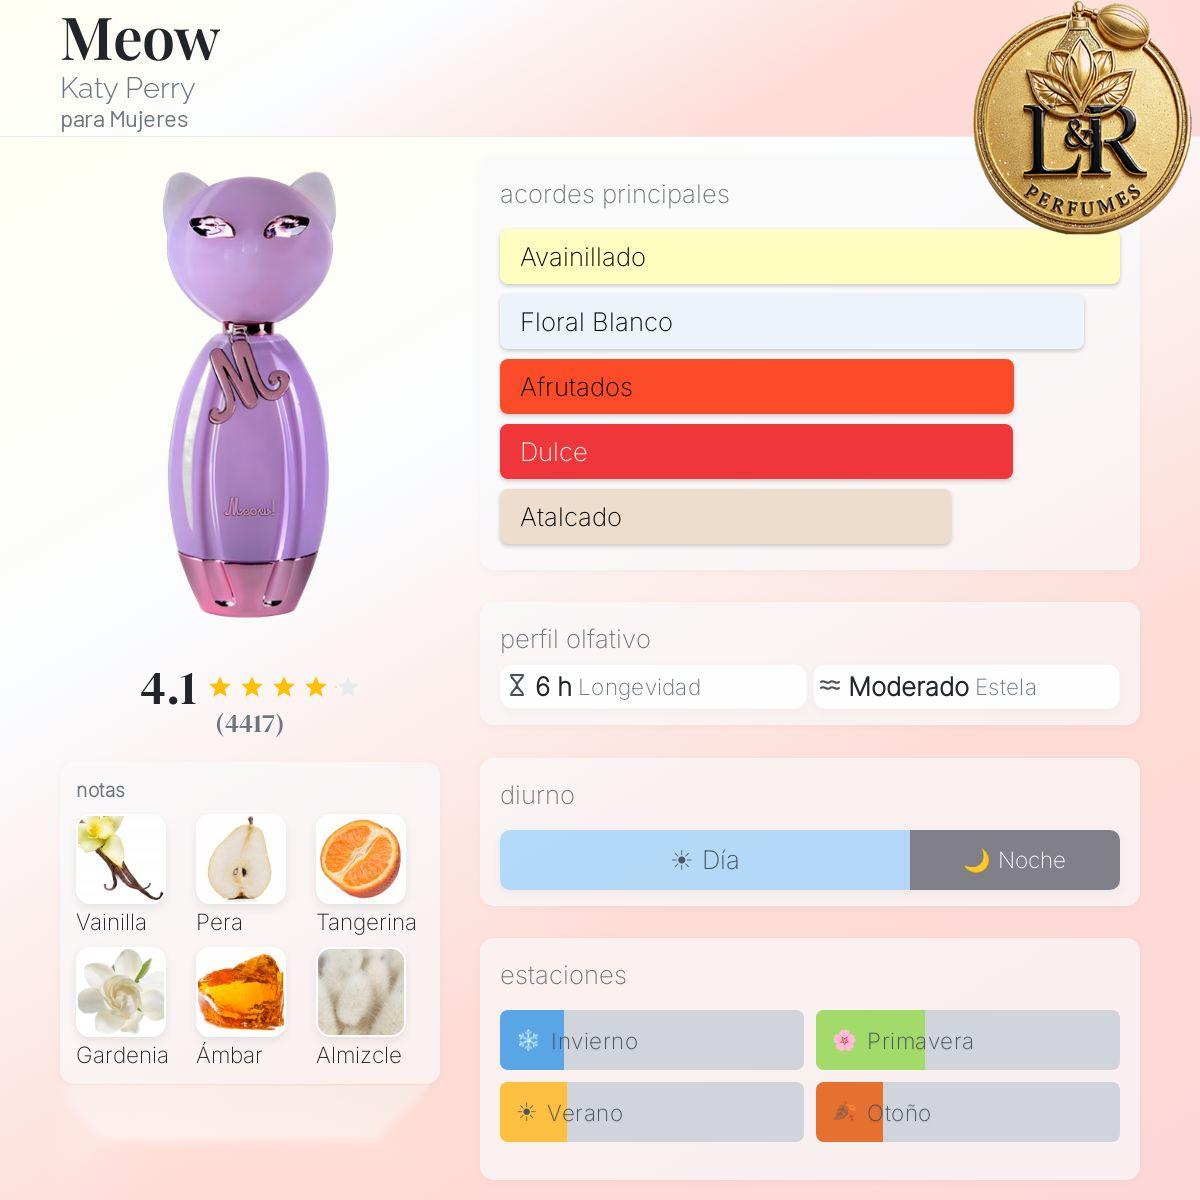 Meow
Katy Perry
para Mujeres
L&R
PERFUMES
acordes principales
Avainillado
Floral Blanco
Afrutados
Dulce
Atalcado
M
Meow!
4.1
(4417)
perfil olfativo
6 h Longevidad
Moderado Estela
notas
Vainilla
Pera
Tangerina
Gardenia
Ámbar
Almizcle
diurno
Día
Noche
estaciones
Invierno
Primavera
Verano
Otoño